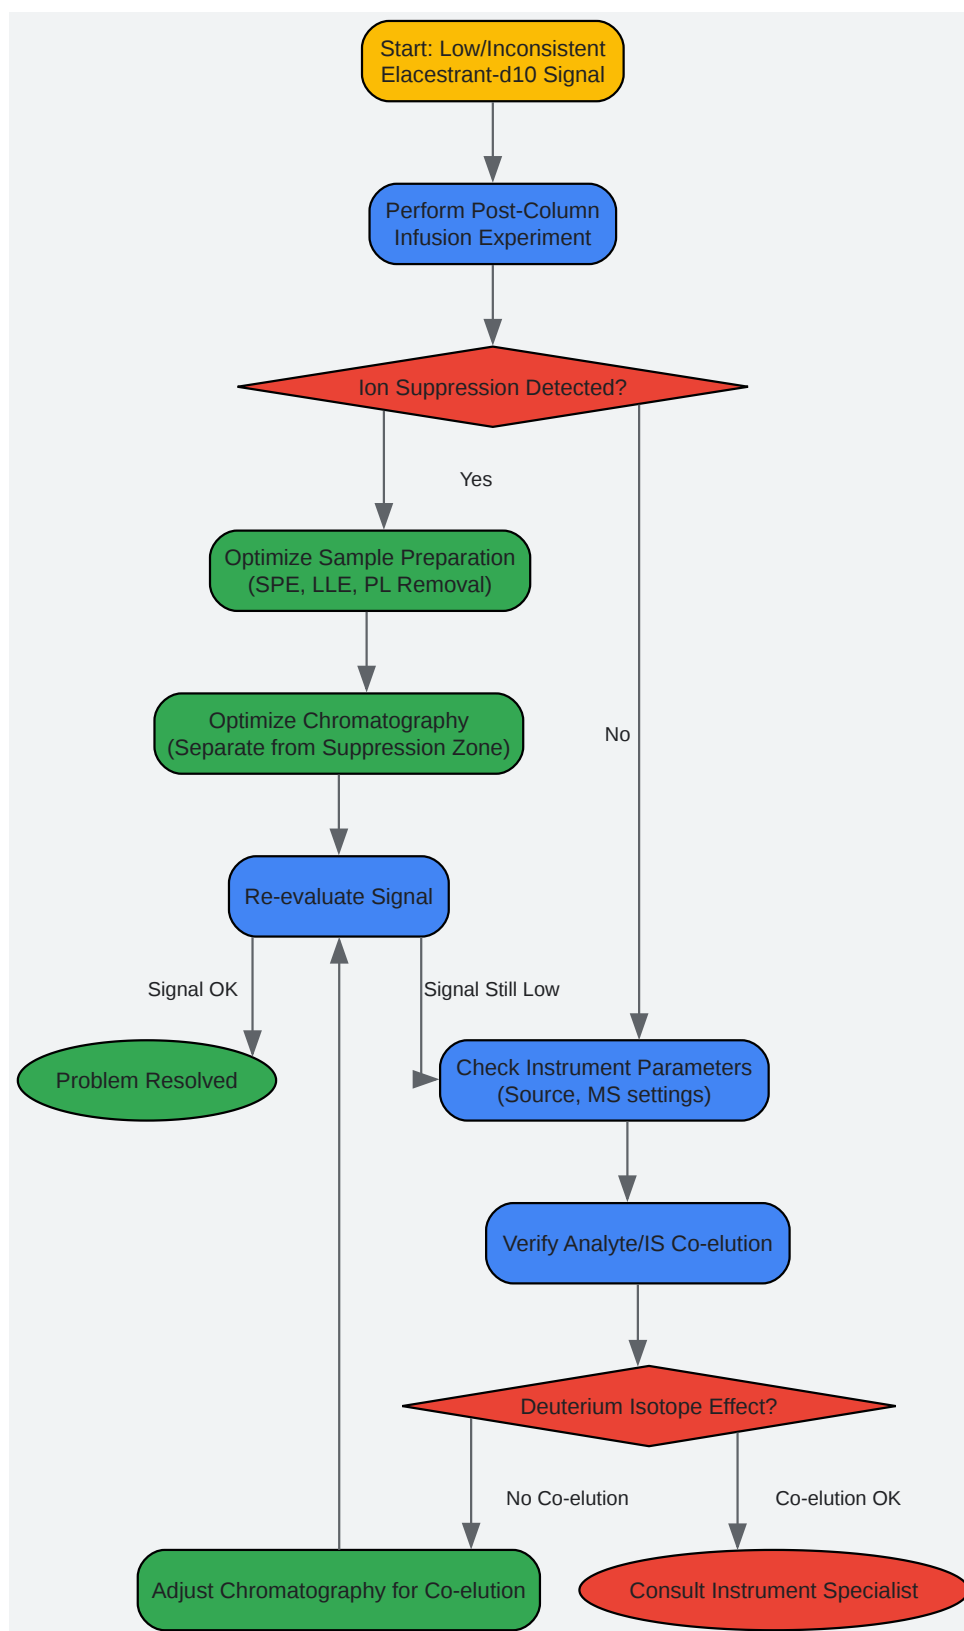 Start: Low/Inconsistent
Elacestrant-d10 Signal
Perform Post-Column
Infusion Experiment
Ion Suppression Detected?
Yes
Optimize Sample Preparation
(SPE, LLE, PL Removal)
Optimize Chromatography
(Separate from Suppression Zone)
No
Re-evaluate Signal
Signal OK
Signal Still Low
Problem Resolved
Check Instrument Parameters
(Source, MS settings)
Verify Analyte/IS Co-elution
Deuterium Isotope Effect?
No Co-elution
Co-elution OK
Adjust Chromatography for Co-elution
Consult Instrument Specialist